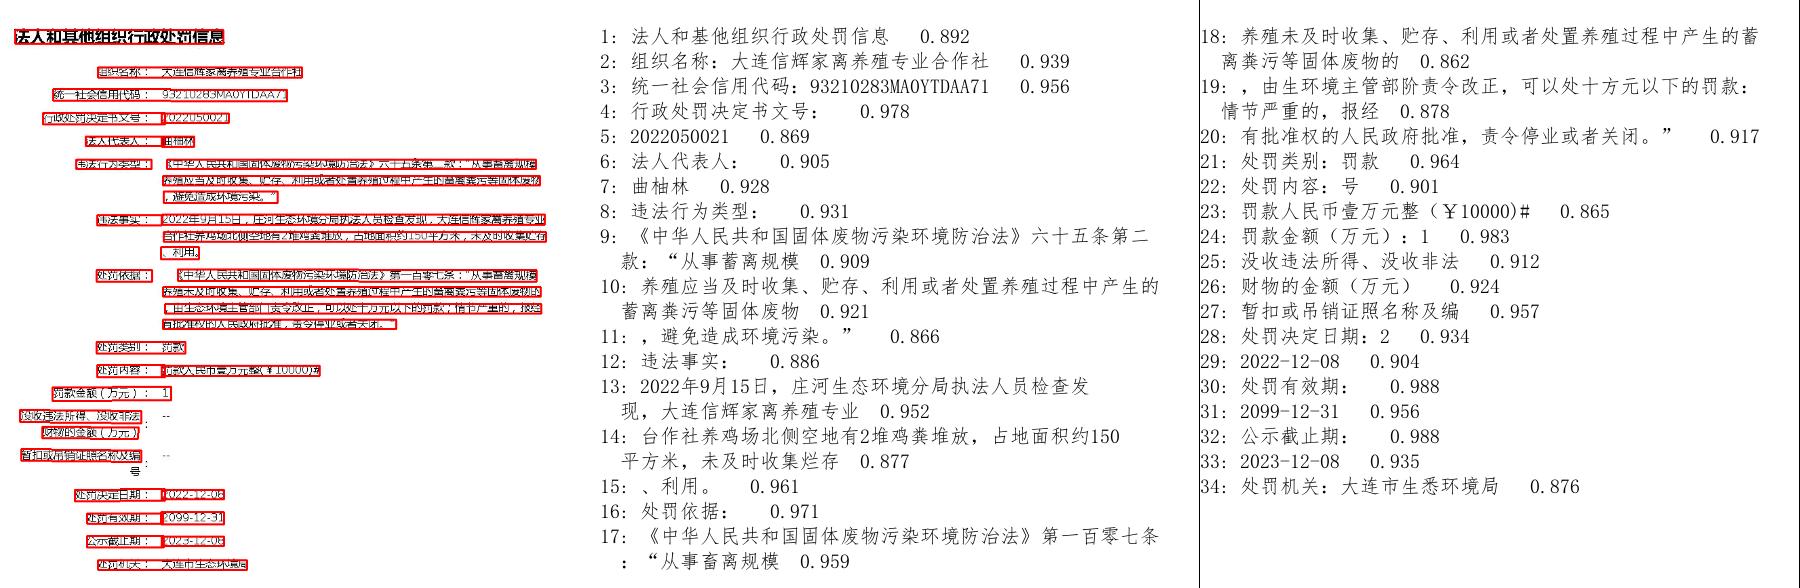 法人和其他组织行政处罚信息
组织名称： 大连信辉家禽养殖专业合作社
统一社会信用代码： 93210283MA0YTDAA71
行政处罚决定书文号： 2022050021
法人代表人： 曲柚林
违法行为类型： 《中华人民共和国固体废物污染环境防治法》六十五条第二款：“从事畜禽规模
养殖应当及时收集、贮存、利用或者处置养殖过程中产生的畜禽粪污等固体废物
，避免造成环境污染。”
违法事实： 2022年9月15日，庄河生态环境分局执法人员检查发现，大连信辉家禽养殖专业
合作社养鸡场北侧空地有2堆鸡粪堆放，占地面积约150平方米，未及时收集贮存
、利用。
处罚依据： 《中华人民共和国固体废物污染环境防治法》第一百零七条：“从事畜禽规模
养殖未及时收集、贮存、利用或者处置养殖过程中产生的畜禽粪污等固体废物的
，由生态环境主管部门责令改正，可以处十万元以下的罚款；情节严重的，报经
有批准权的人民政府批准，责令停业或者关闭。”
处罚类别： 罚款
处罚内容： 罚款人民币壹万元整(￥10000)#
罚款金额（万元）： 1
没收违法所得、没收非法
财物的金额（万元）： --
暂扣或吊销证照名称及编
号： --
处罚决定日期： 2022-12-08
处罚有效期： 2099-12-31
公示截止期： 2023-12-08
处罚机关： 大连市生态环境局
1: 法人和基他组织行政处罚信息 0.892
2: 组织名称：大连信辉家离养殖专业合作社 0.939
3: 统一社会信用代码：93210283MA0YTDAA71 0.956
4: 行政处罚决定书文号： 0.978
5: 2022050021 0.869
6: 法人代表人： 0.905
7: 曲柚林 0.928
8: 违法行为类型： 0.931
9: 《中华人民共和国固体废物污染环境防治法》六十五条第二
款：“从事蓄离规模 0.909
10: 养殖应当及时收集、贮存、利用或者处置养殖过程中产生的
蓄离粪污等固体废物 0.921
11: ，避免造成环境污染。” 0.866
12: 违法事实： 0.886
13: 2022年9月15日，庄河生态环境分局执法人员检查发
现，大连信辉家离养殖专业 0.952
14: 台作社养鸡场北侧空地有2堆鸡粪堆放，占地面积约150
平方米，未及时收集烂存 0.877
15: 、利用。 0.961
16: 处罚依据： 0.971
17: 《中华人民共和国固体废物污染环境防治法》第一百零七条
：“从事畜离规模 0.959
18: 养殖未及时收集、贮存、利用或者处置养殖过程中产生的蓄
离粪污等固体废物的 0.862
19: ，由生环境主管部阶责令改正，可以处十方元以下的罚款：
情节严重的，报经 0.878
20: 有批准权的人民政府批准，责令停业或者关闭。” 0.917
21: 处罚类别：罚款 0.964
22: 处罚内容：号 0.901
23: 罚款人民币壹万元整（￥10000)# 0.865
24: 罚款金额（万元）：1 0.983
25: 没收违法所得、没收非法 0.912
26: 财物的金额（万元） 0.924
27: 暂扣或吊销证照名称及编 0.957
28: 处罚决定日期：2 0.934
29: 2022-12-08 0.904
30: 处罚有效期： 0.988
31: 2099-12-31 0.956
32: 公示截止期： 0.988
33: 2023-12-08 0.935
34: 处罚机关：大连市生悉环境局 0.876